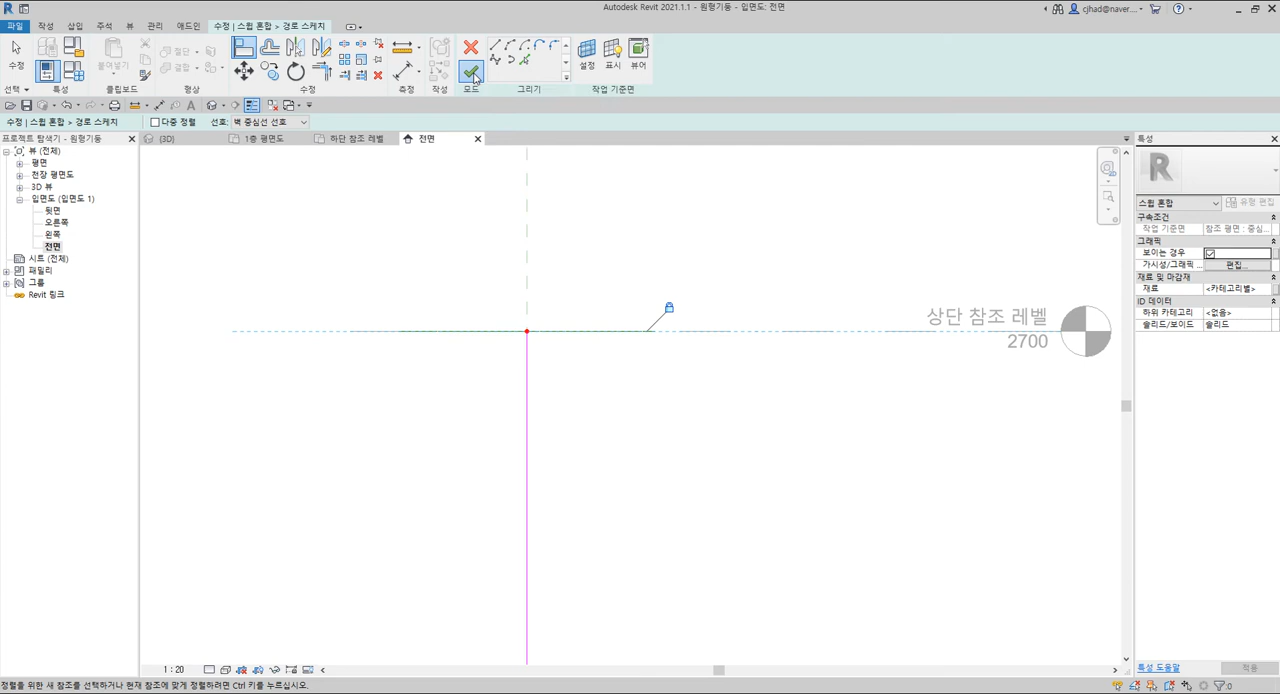 Autodesk Revit 2021.1.1 - 원형기둥 - 입면도: 전면
cjhad@naver....
파일 작성 삽입 주석 뷰 관리 애드인 수정 | 스윕 혼합 > 경로 스케치
수정
붙여넣기
절단
결합
작성
설정 표시 뷰어
선택 특성 클립보드 형상 수정 측정 모드 그리기 작업 기준면
수정 | 스윕 혼합 > 경로 스케치 다중 정렬 선호: 벽 중심선 선호
프로젝트 탐색기 - 원형기둥
(3D) 1층 평면도 하단 참조 레벨 전면
특성
뷰 (전체)
평면
천장 평면도
3D 뷰
입면도 (입면도 1)
뒷면
오른쪽
왼쪽
전면
시트 (전체)
패밀리
그룹
Revit 링크
상단 참조 레벨
2700
스윕 혼합 유형 편집
구속조건
작업 기준면 참조 평면 : 중심...
그래픽
보이는 경우
가시성/그래픽 ... 편집...
재료 및 마감재
재료 <카테고리별>
ID 데이터
하위 카테고리 <없음>
솔리드/보이드 솔리드
특성 도움말 적용
1 : 20
정렬을 위한 새 참조를 선택하거나 현재 참조에 맞게 정렬하려면 Ctrl 키를 누르십시오.
:0